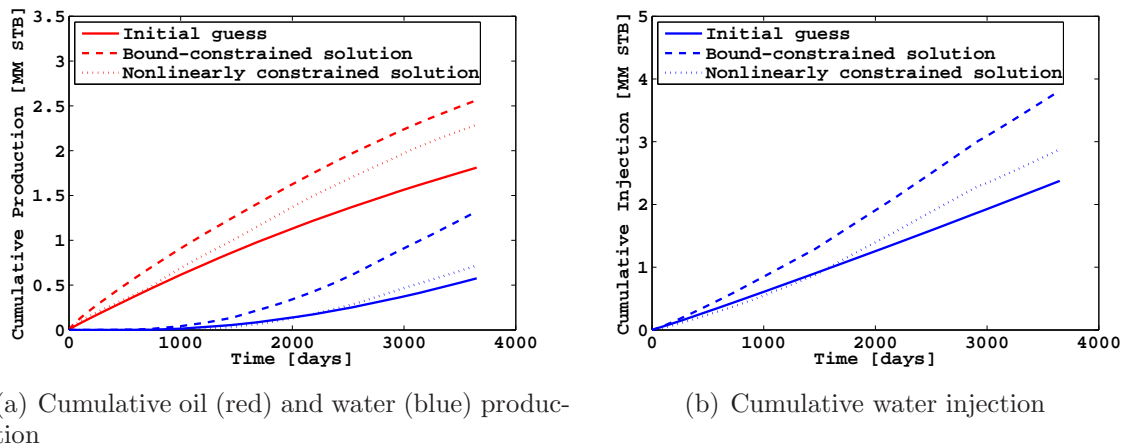 3.5
3
2.5
2
1.5
1
0.5
0
Cumulative Production [MM STB]
Initial guess
Bound-constrained solution
Nonlinearly constrained solution
0 1000 2000 3000 4000
Time [days]
(a) Cumulative oil (red) and water (blue) produc-
tion
5
4
3
2
1
0
Cumulative Injection [MM STB]
Initial guess
Bound-constrained solution
Nonlinearly constrained solution
0 1000 2000 3000 4000
Time [days]
(b) Cumulative water injection